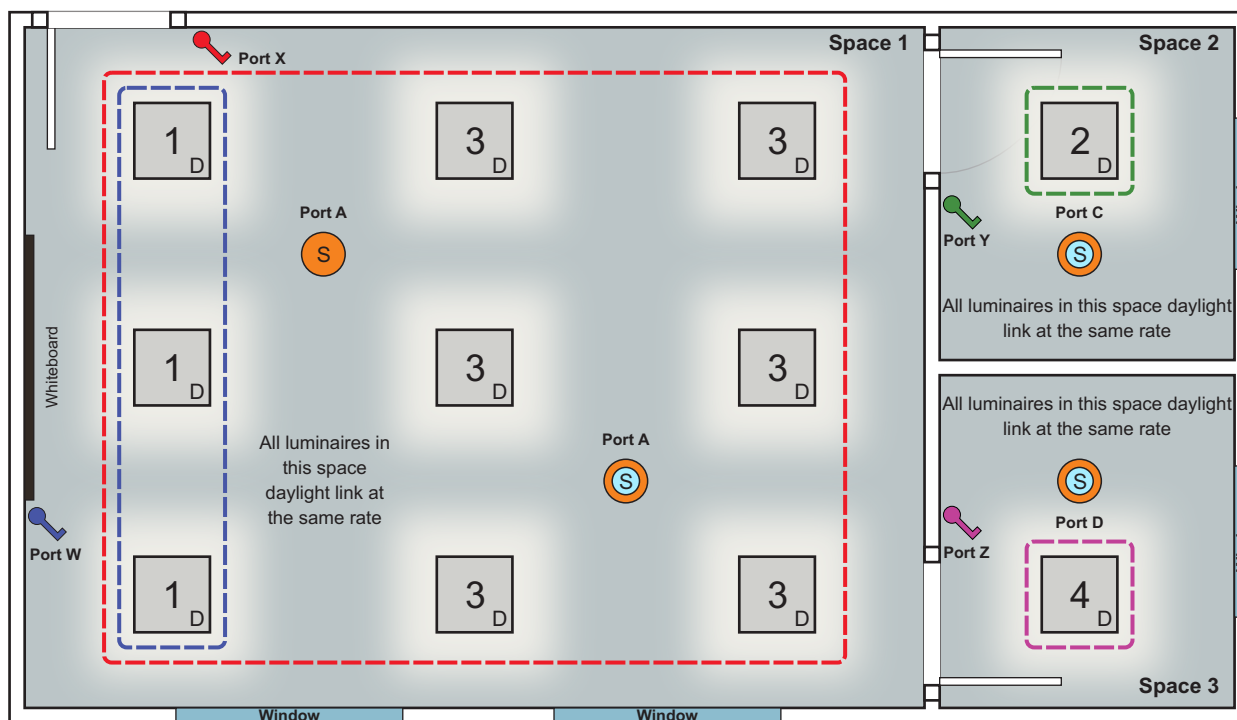 Port X
Space 1
Space 2
1
D
3
D
3
D
2
D
Port A
S
Port Y
Port C
S
All luminaires in this space daylight
link at the same rate
Whiteboard
1
D
3
D
3
D
All luminaires in this space daylight
link at the same rate
All luminaires in
this space
daylight link at
the same rate
Port A
S
S
Port D
Port W
Port Z
1
D
3
D
3
D
4
D
Space 3
Window
Window